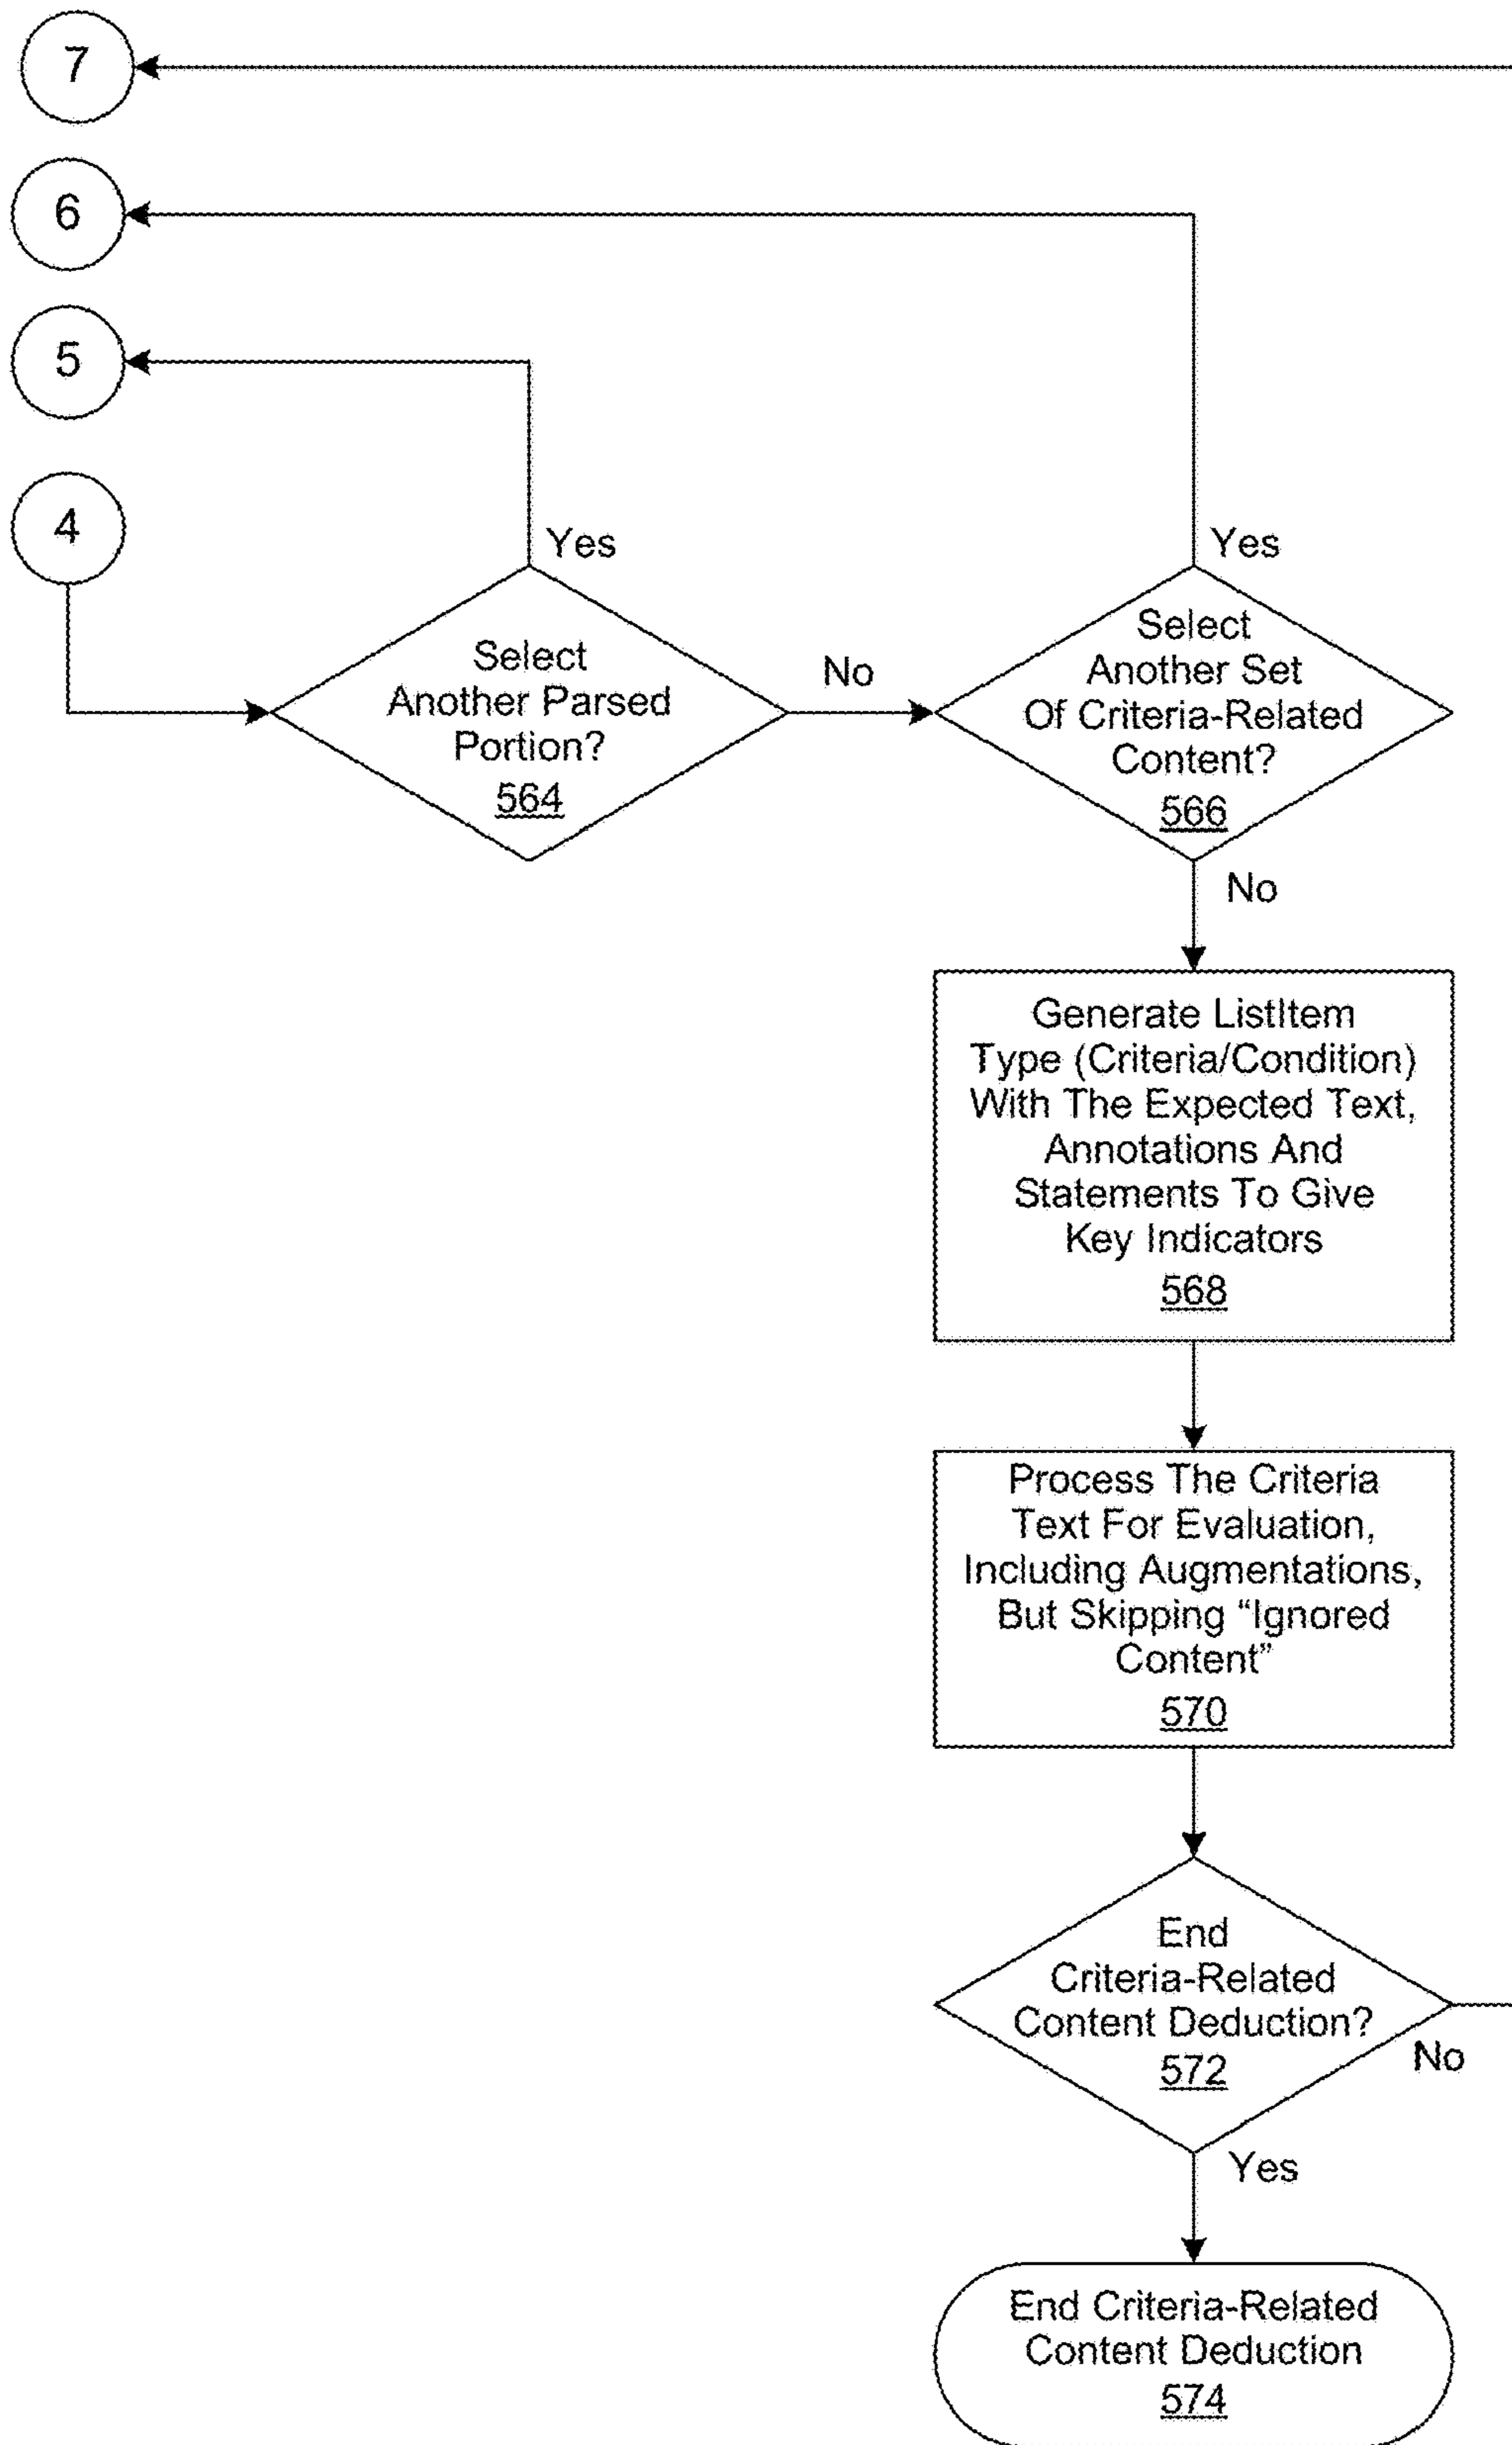 7
6
5
4
Yes
Select
Another Parsed
Portion?
564
No
Yes
Select
Another Set
Of Criteria-Related
Content?
566
No
Generate ListItem
Type (Criteria/Condition)
With The Expected Text,
Annotations And
Statements To Give
Key Indicators
568
Process The Criteria
Text For Evaluation,
Including Augmentations,
But Skipping “Ignored
Content”
570
End
Criteria-Related
Content Deduction?
572
No
Yes
End Criteria-Related
Content Deduction
574